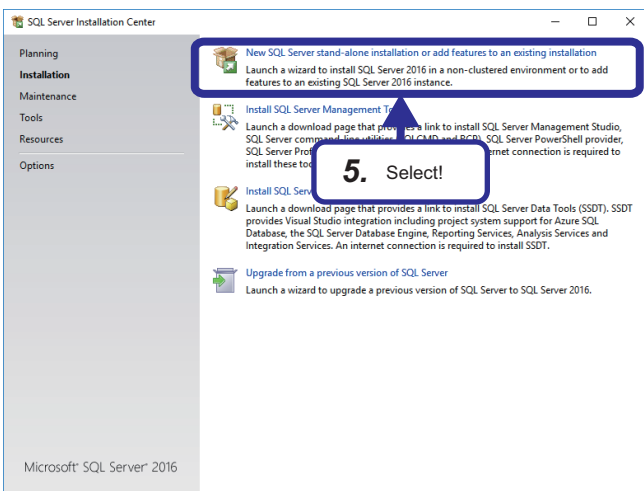 SQL Server Installation Center
Planning
Installation
Maintenance
Tools
Resources
Options
New SQL Server stand-alone installation or add features to an existing installation
Launch a wizard to install SQL Server 2016 in a non-clustered environment or to add
features to an existing SQL Server 2016 instance.
Install SQL Server Management
Launch a download page that a link to install SQL Server Management Studio,
SQL Server command-line utilities and BCP), SQL Server PowerShell provider,
SQL Server connection is required to
install these
5. Select!
Install SQL
Launch a download page that provides a link to install SQL Server Data Tools (SSDT). SSDT
provides Visual Studio integration including project system support for Azure SQL
Database, the SQL Server Database Engine, Reporting Services, Analysis Services and
Integration Services. An internet connection is required to install SSDT.
Upgrade from a previous version of SQL Server
Launch a wizard to upgrade a previous version of SQL Server to SQL Server 2016.
Microsoft® SQL Server® 2016